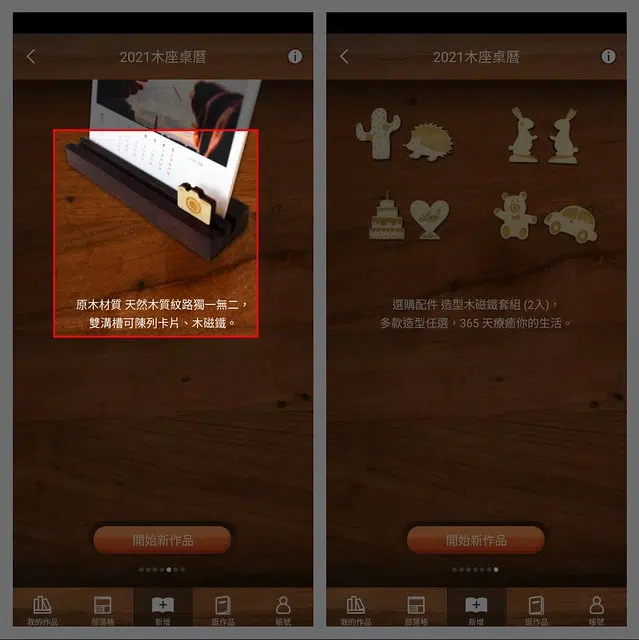 2021木座桌曆
原木材質 天然木質紋路獨一無二，
雙溝槽可陳列卡片、木磁鐵。
開始新作品
我的作品
部落格
新增
逛作品
帳號
2021木座桌曆
選購配件 造型木磁鐵套組 (2入)，
多款造型任選，365 天療癒你的生活。
開始新作品
我的作品
部落格
新增
逛作品
帳號